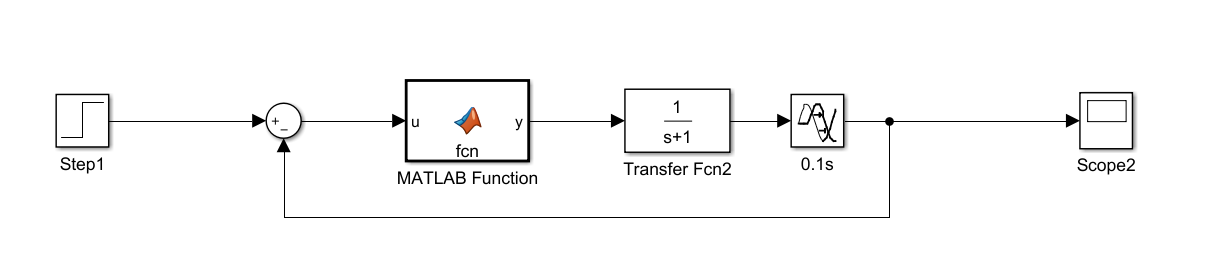 Step1
+
−
u
fcn
y
MATLAB Function
1
s+1
Transfer Fcn2
0.1s
Scope2